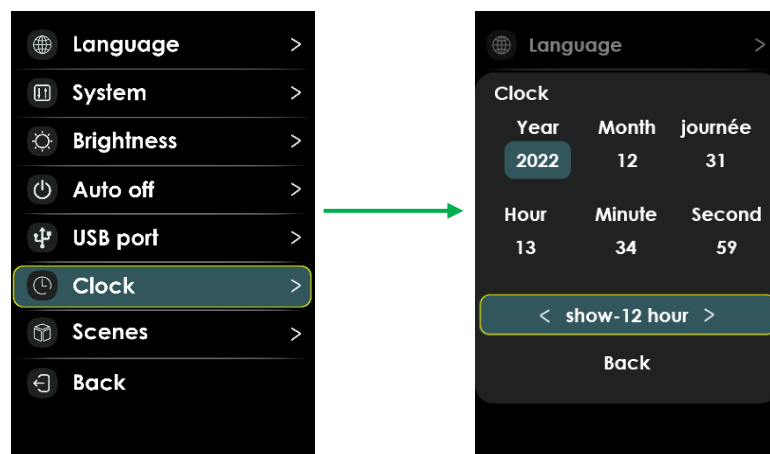 Language >
System >
Brightness >
Auto off >
USB port >
Clock >
Scenes >
Back
Language >
Clock
Year Month journée
2022 12 31
Hour Minute Second
13 34 59
< show-12 hour >
Back